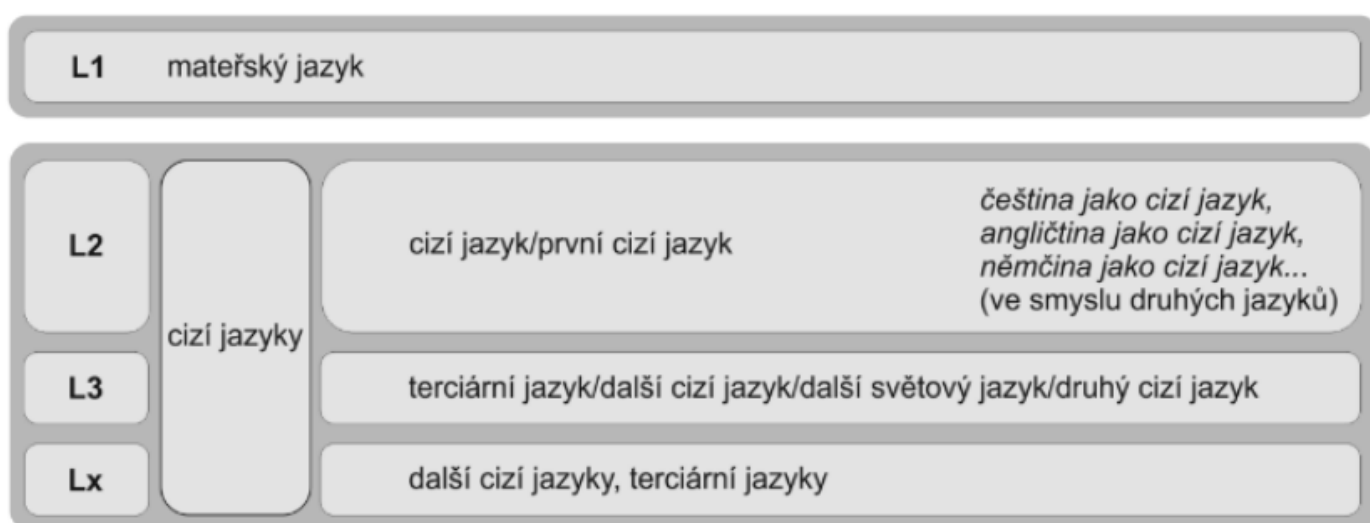 L1 mateřský jazyk
L2 cizí jazyk/první cizí jazyk
čeština jako cizí jazyk,
angličtina jako cizí jazyk,
němčina jako cizí jazyk...
(ve smyslu druhých jazyků)
cizí jazyky
L3 terciární jazyk/další cizí jazyk/další světový jazyk/druhý cizí jazyk
Lx další cizí jazyky, terciární jazyky